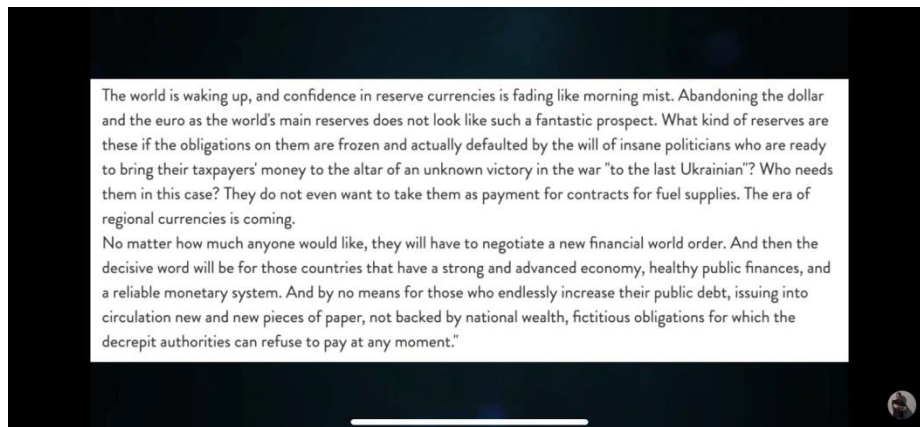 The world is waking up, and confidence in reserve currencies is fading like morning mist. Abandoning the dollar
and the euro as the world's main reserves does not look like such a fantastic prospect. What kind of reserves are
these if the obligations on them are frozen and actually defaulted by the will of insane politicians who are ready
to bring their taxpayers' money to the altar of an unknown victory in the war "to the last Ukrainian"? Who needs
them in this case? They do not even want to take them as payment for contracts for fuel supplies. The era of
regional currencies is coming.
No matter how much anyone would like, they will have to negotiate a new financial world order. And then the
decisive word will be for those countries that have a strong and advanced economy, healthy public finances, and
a reliable monetary system. And by no means for those who endlessly increase their public debt, issuing into
circulation new and new pieces of paper, not backed by national wealth, fictitious obligations for which the
decrepit authorities can refuse to pay at any moment."